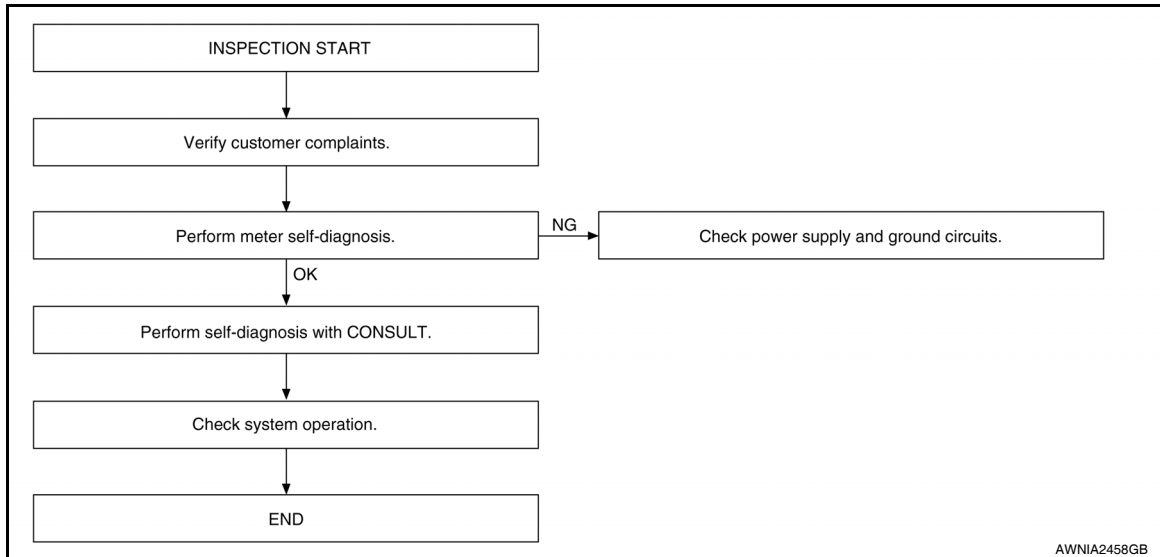 INSPECTION START
Verify customer complaints.
Perform meter self-diagnosis.
NG
Check power supply and ground circuits.
OK
Perform self-diagnosis with CONSULT.
Check system operation.
END
AWNIA2458GB